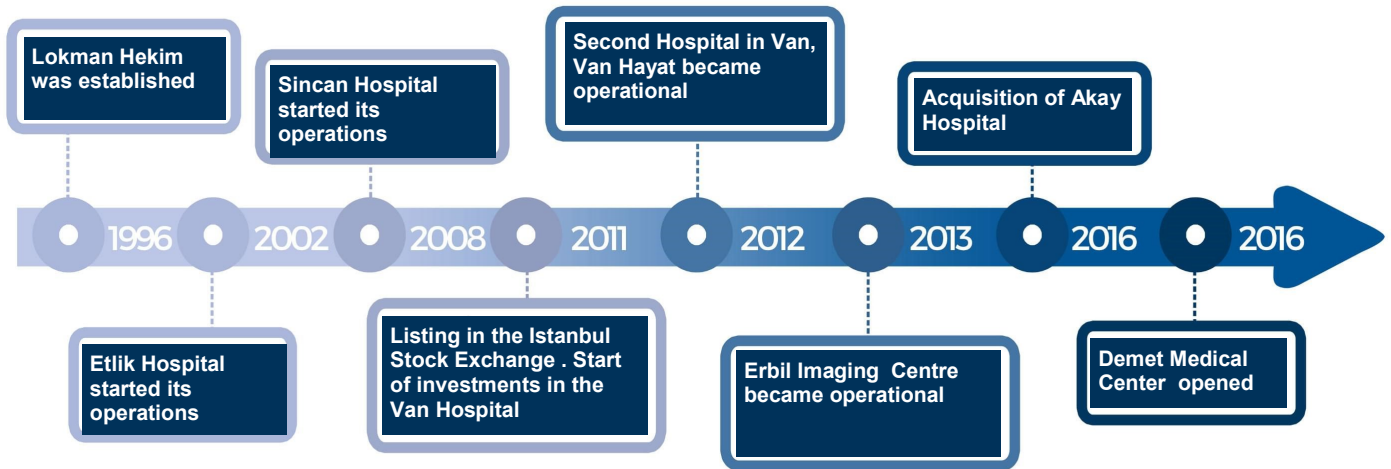 Lokman Hekim
was established
Sincan Hospital
started its
operations
Second Hospital in Van,
Van Hayat became
operational
Acquisition of Akay
Hospital
1996
2002
2008
2011
2012
2013
2016
2016
Etlik Hospital
started its
operations
Listing in the Istanbul
Stock Exchange . Start
of investments in the
Van Hospital
Erbil Imaging Centre
became operational
Demet Medical
Center opened